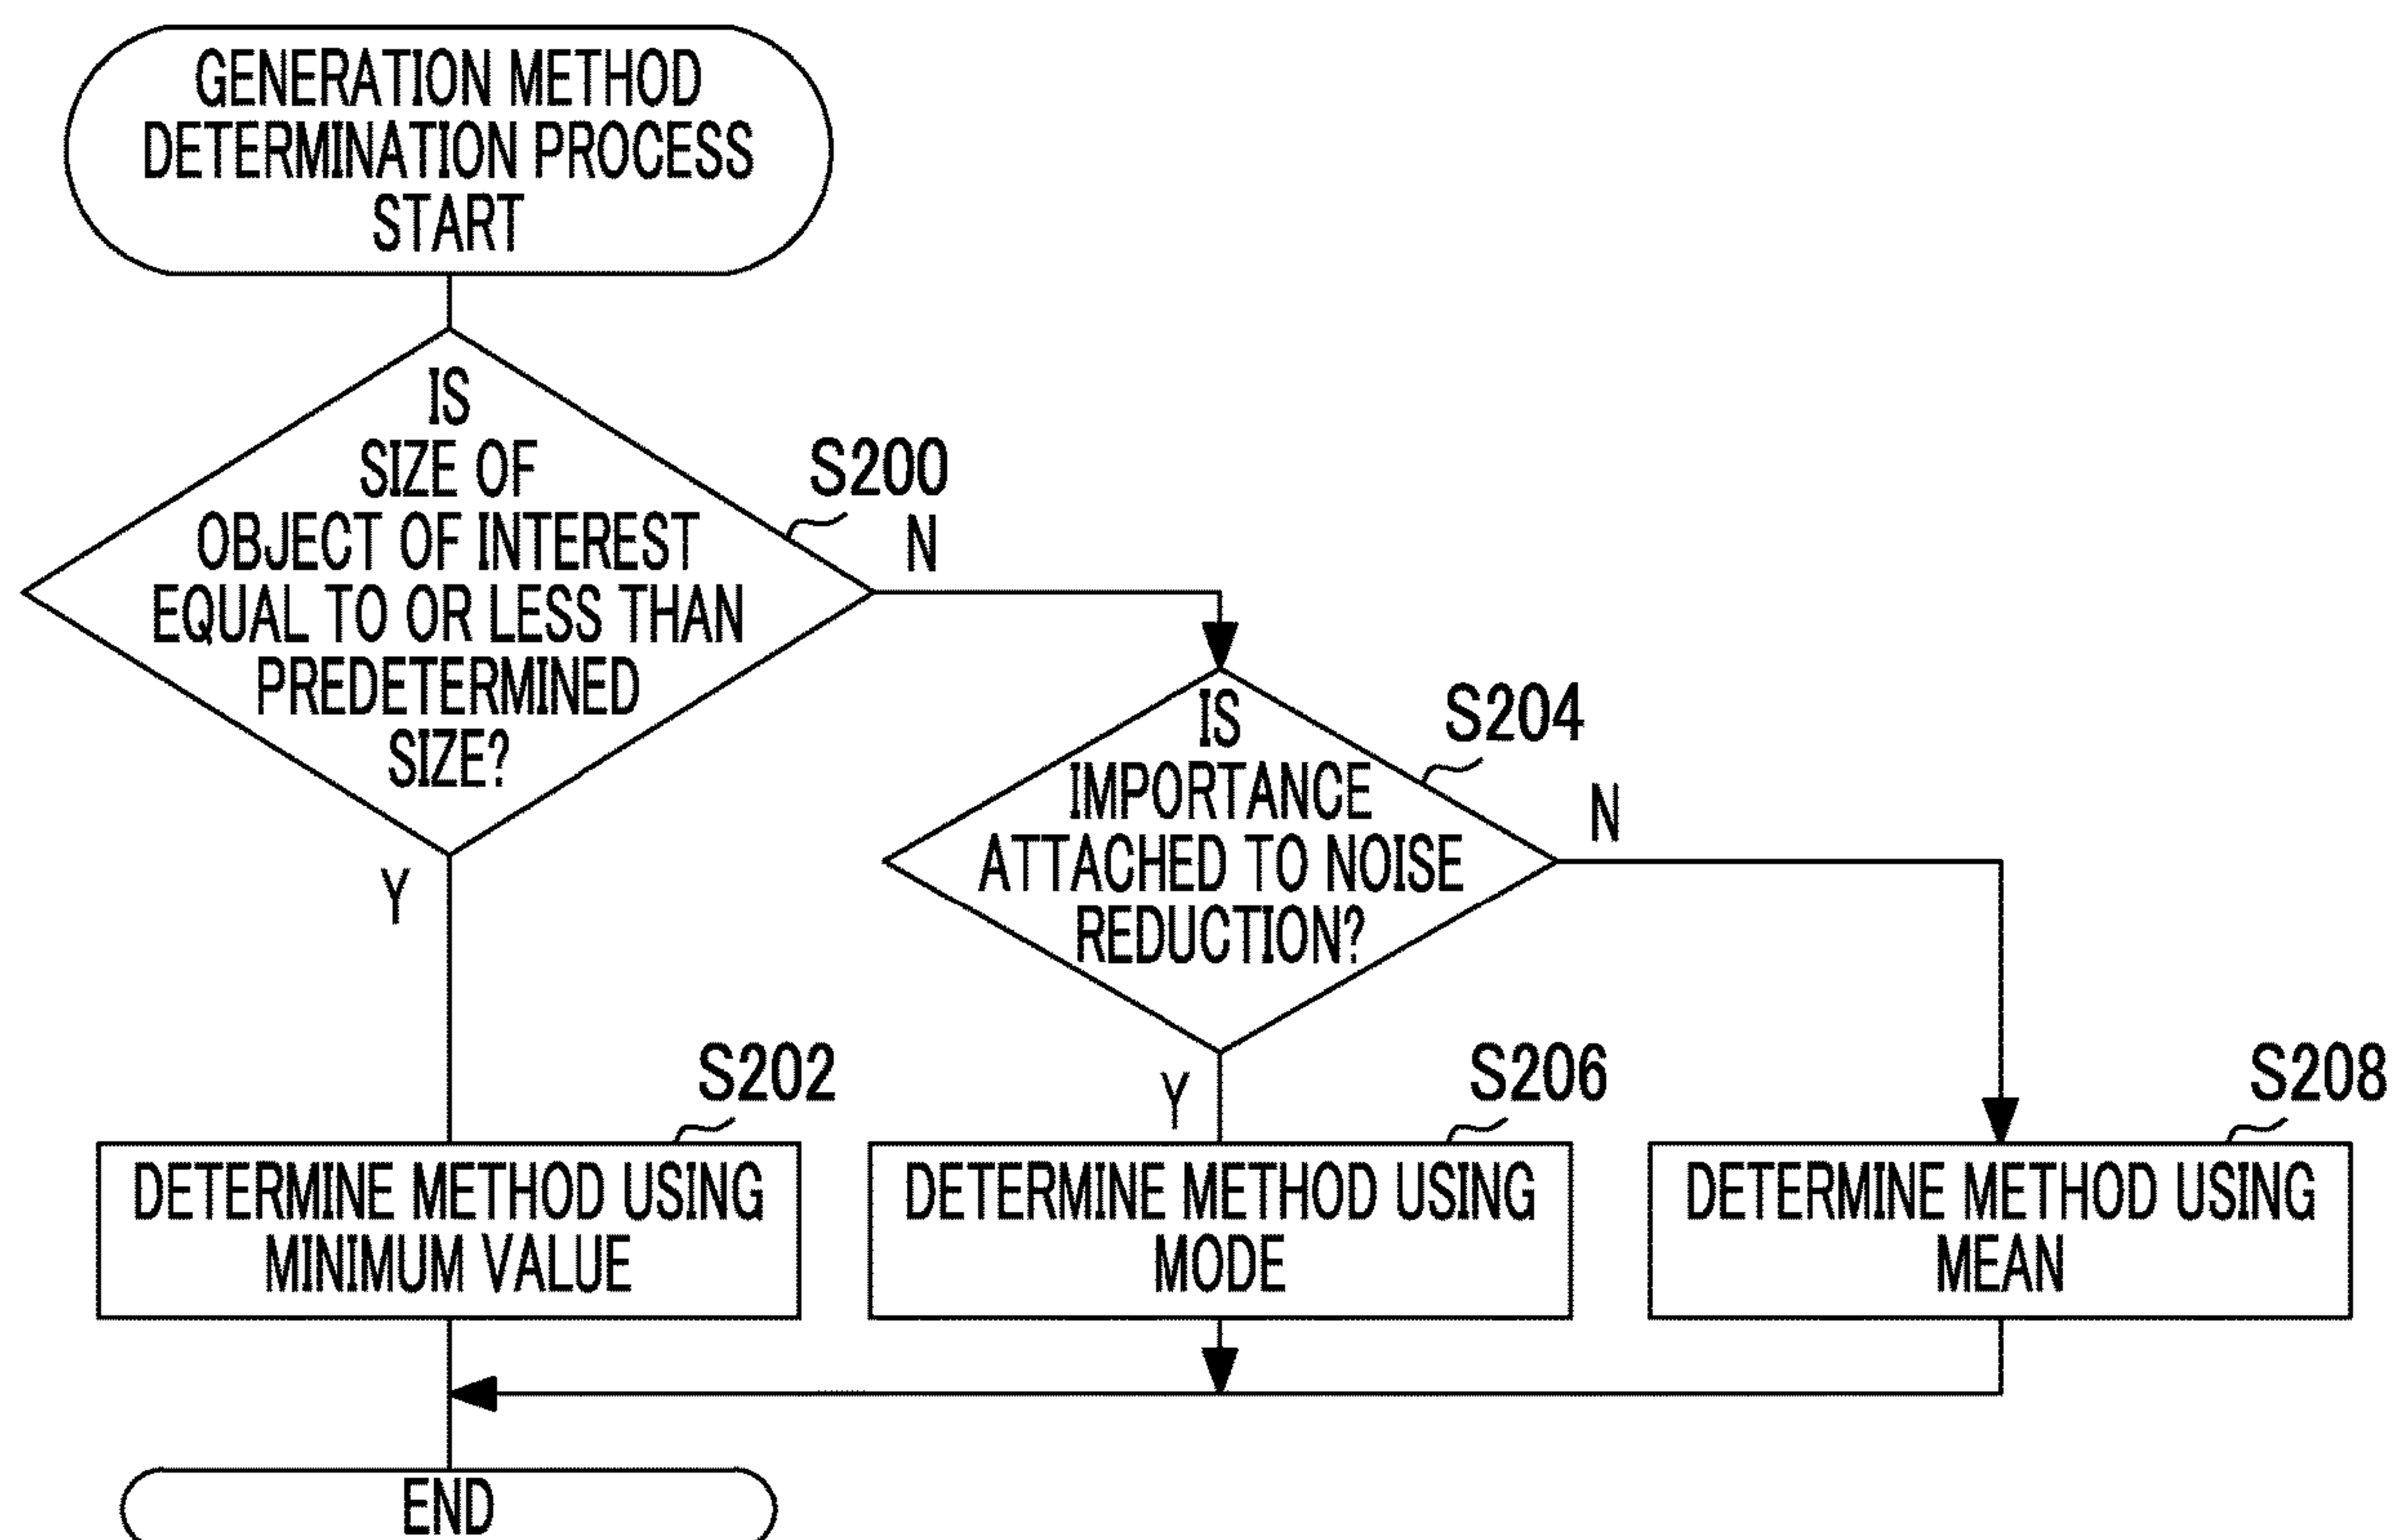 GENERATION METHOD
DETERMINATION PROCESS
START
IS
SIZE OF
OBJECT OF INTEREST
EQUAL TO OR LESS THAN
PREDETERMINED
SIZE?
S200
N
Y
IS
IMPORTANCE
ATTACHED TO NOISE
REDUCTION?
S204
N
Y
S202
DETERMINE METHOD USING
MINIMUM VALUE
S206
DETERMINE METHOD USING
MODE
S208
DETERMINE METHOD USING
MEAN
END